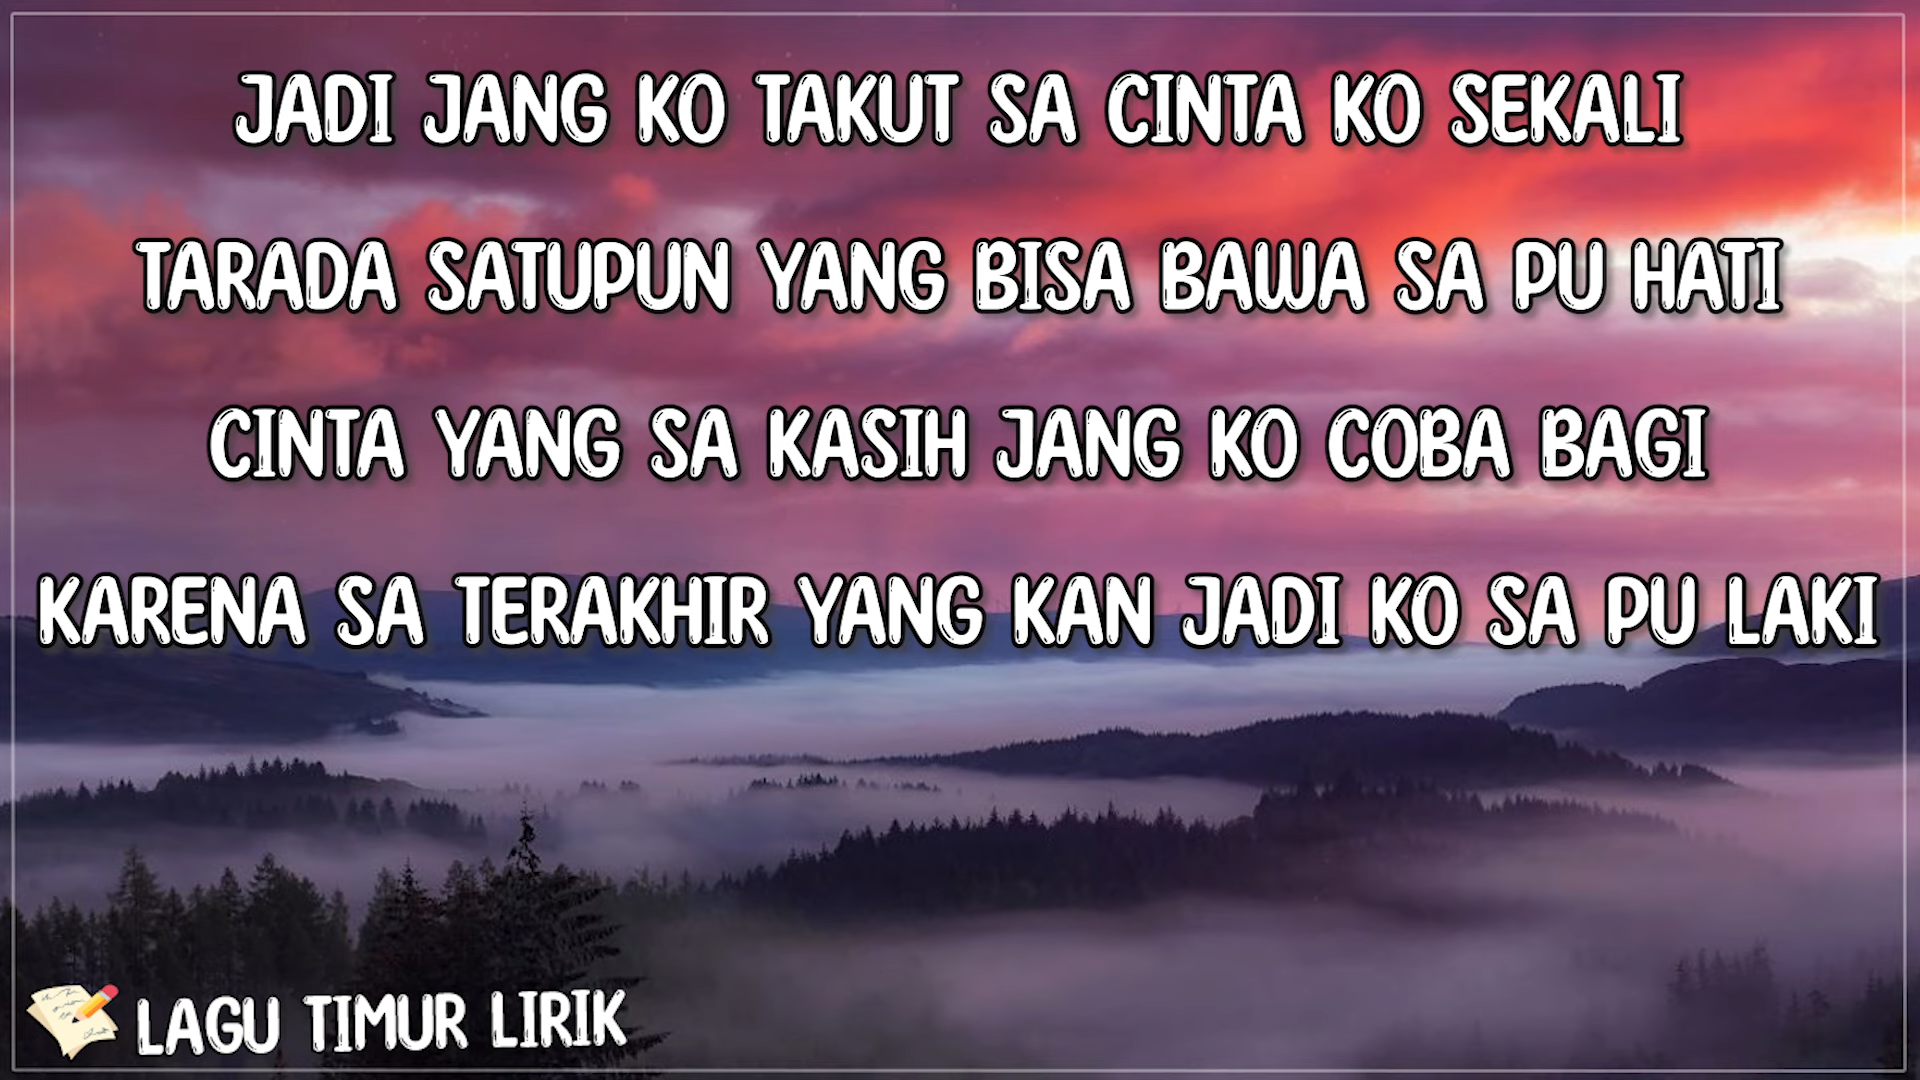 JADI JANG KO TAKUT SA CINTA KO SEKALI
TARADA SATUPUN YANG BISA BAWA SA PU HATI
CINTA YANG SA KASIH JANG KO COBA BAGI
KARENA SA TERAKHIR YANG KAN JADI KO SA PU LAKI
LAGU TIMUR LIRIK